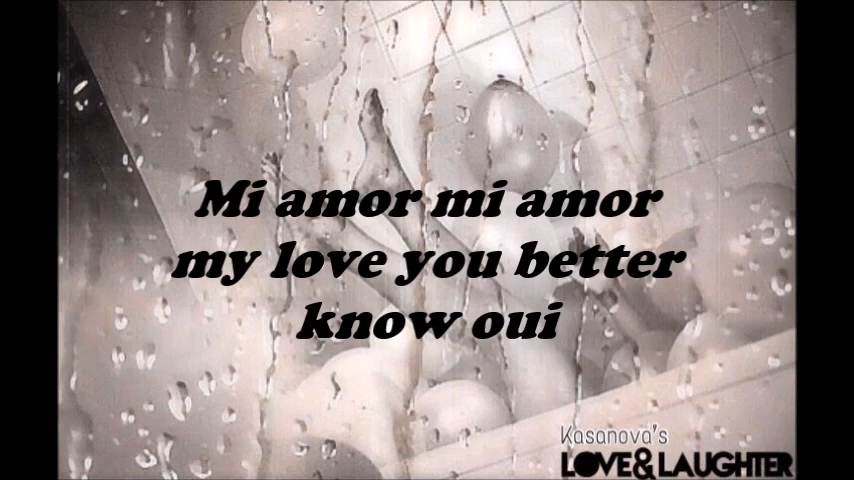 Mi amor mi amor
my love you better
know oui
Kasanova's
LOVE&LAUGHTER